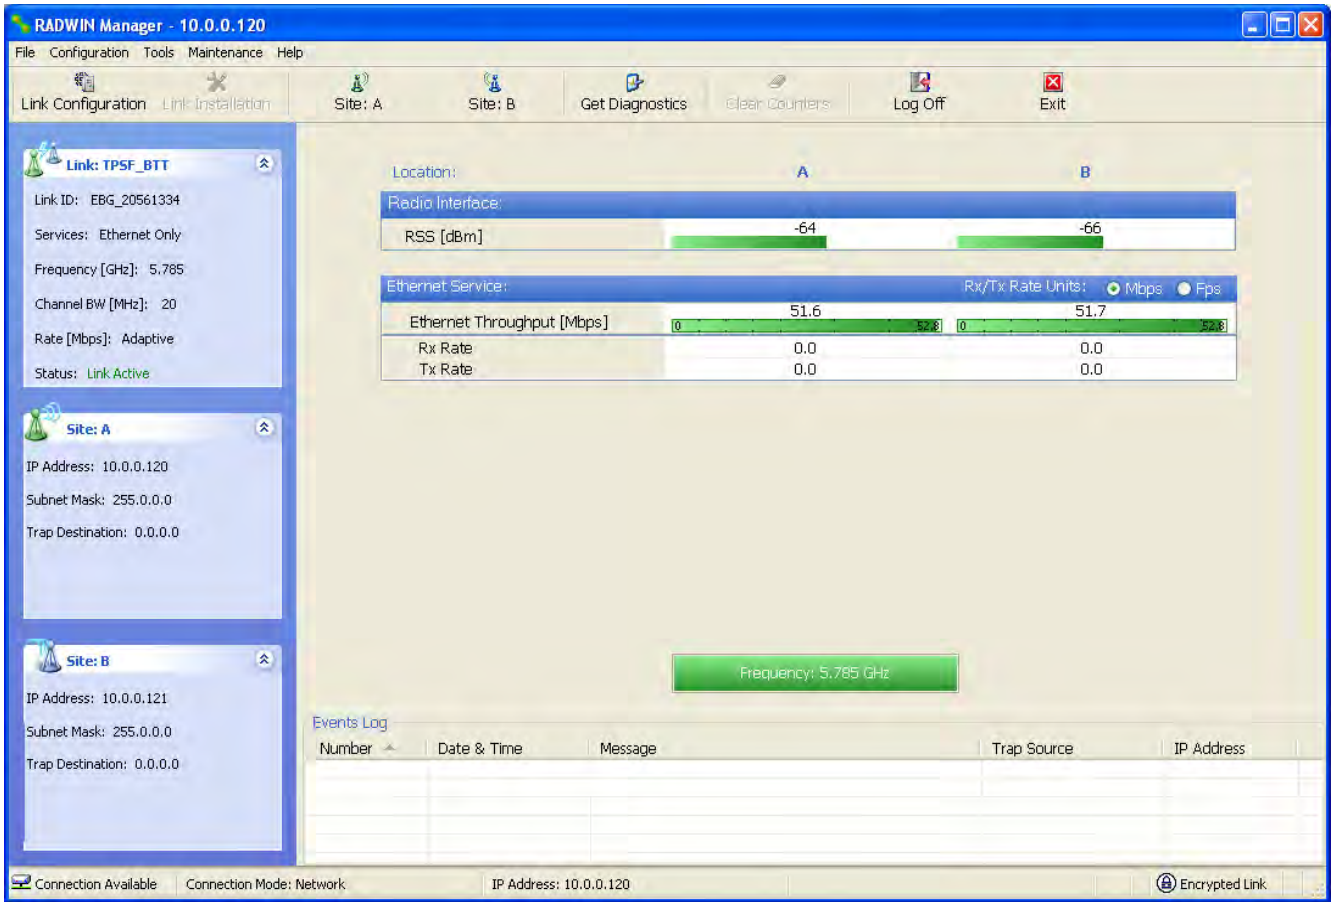 RADWIN Manager - 10.0.0.120
File Configuration Tools Maintenance Help
Link Configuration Link Installation Site: A Site: B Get Diagnostics Clear Counters Log Off Exit
Link: TPSF_BTT
Link ID: EBG_20561334
Services: Ethernet Only
Frequency [GHz]: 5.785
Channel BW [MHz]: 20
Rate [Mbps]: Adaptive
Status: Link Active
Site: A
IP Address: 10.0.0.120
Subnet Mask: 255.0.0.0
Trap Destination: 0.0.0.0
Site: B
IP Address: 10.0.0.121
Subnet Mask: 255.0.0.0
Trap Destination: 0.0.0.0
Location: A B
Radio Interface:
RSS [dBm] -64 -66
Ethernet Service: Rx/Tx Rate Units: Mbps Fps
Ethernet Throughput [Mbps] 51.6 51.7
0 52.8 0 52.8
Rx Rate 0.0 0.0
Tx Rate 0.0 0.0
Frequency: 5.785 GHz
Events Log
Number Date & Time Message Trap Source IP Address
Connection Available Connection Mode: Network IP Address: 10.0.0.120 Encrypted Link